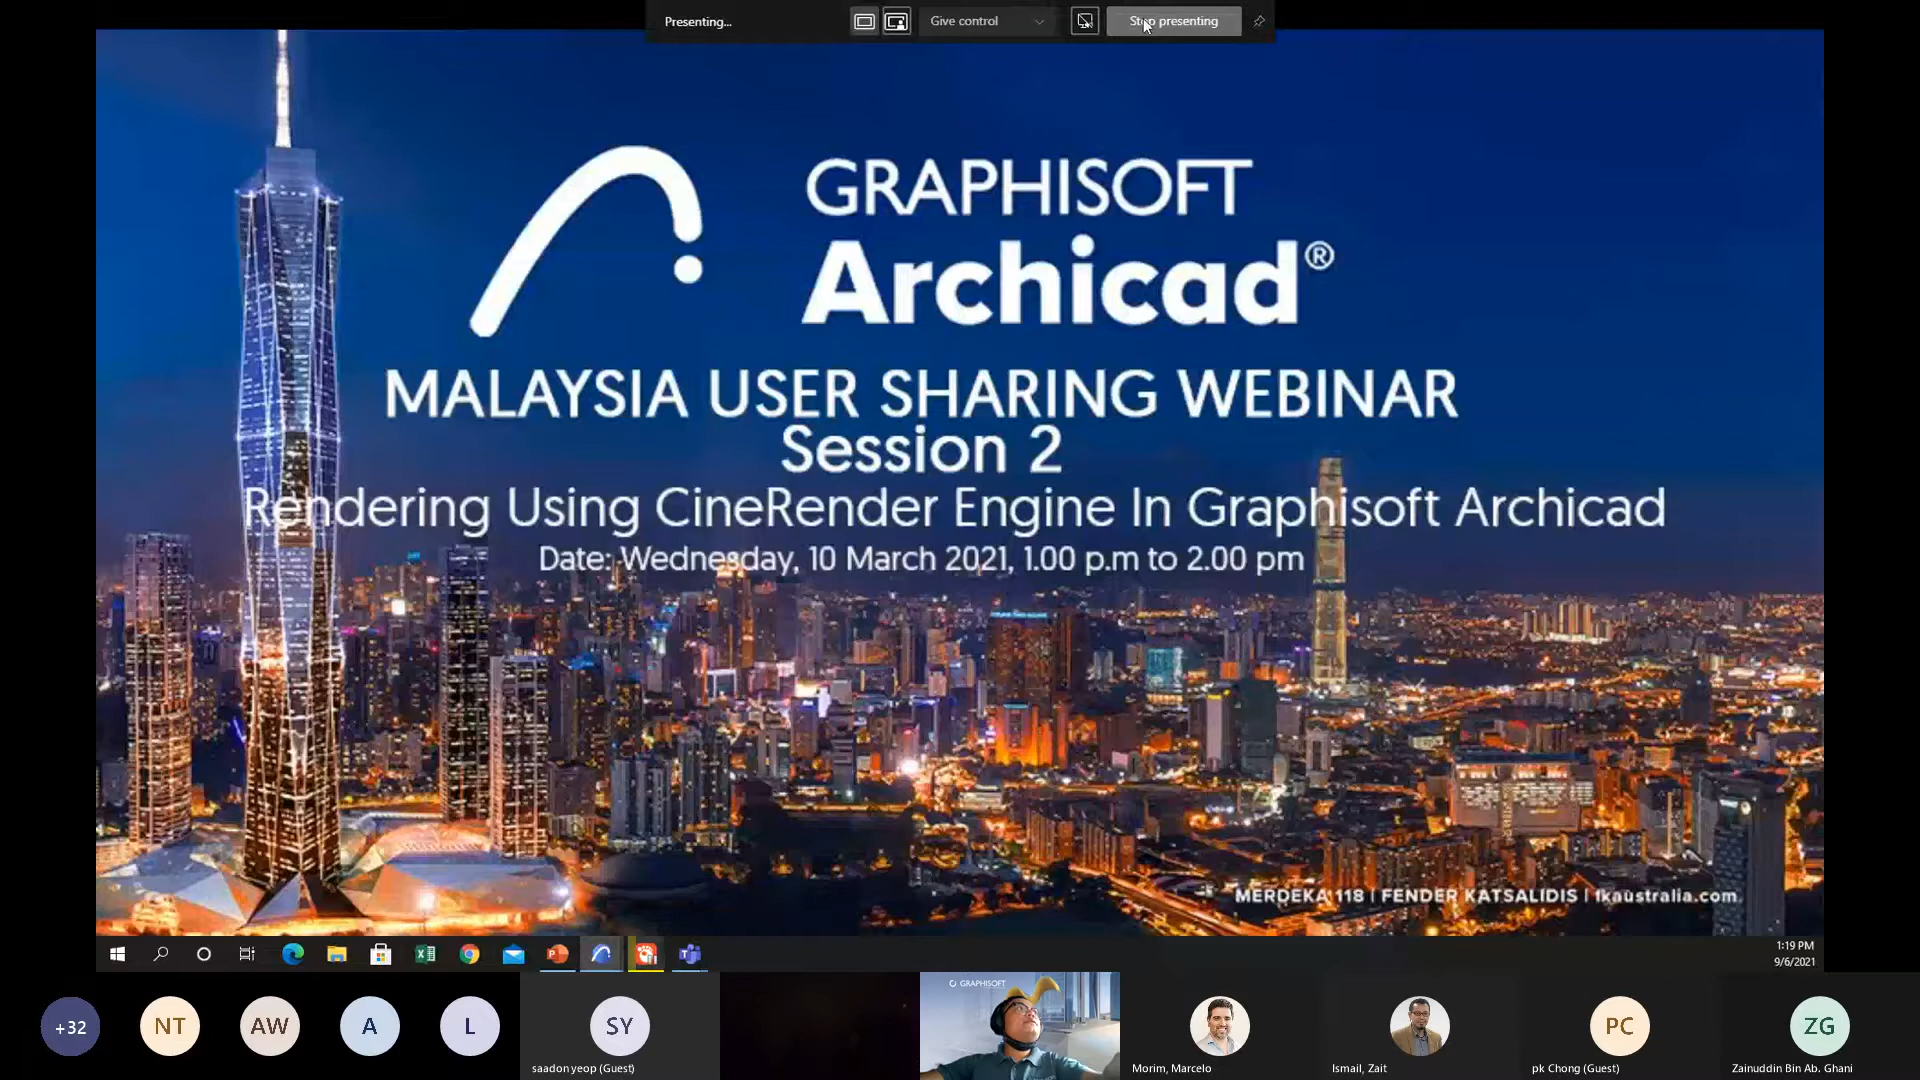 Presenting...
Give control
Stop presenting
GRAPHISOFT
Archicad®
MALAYSIA USER SHARING WEBINAR
Session 2
Rendering Using CineRender Engine In Graphisoft Archicad
Date: Wednesday, 10 March 2021, 1.00 p.m to 2.00 pm
MERDEKA 118 | FENDER KATSALIDIS | fkaustralia.com
1:19 PM
9/6/2021
+32
NT
AW
A
L
SY
GRAPHISOFT
PC
ZG
saadon yeop (Guest)
Morim, Marcelo
Ismail, Zait
pk Chong (Guest)
Zainuddin Bin Ab. Ghani